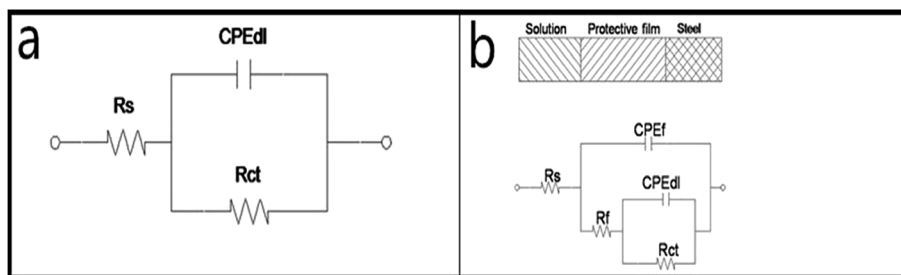 a
CPEdl
Rs
Rct
b
Solution Protective film Steel
CPEf
Rs
CPEdl
Rf
Rct